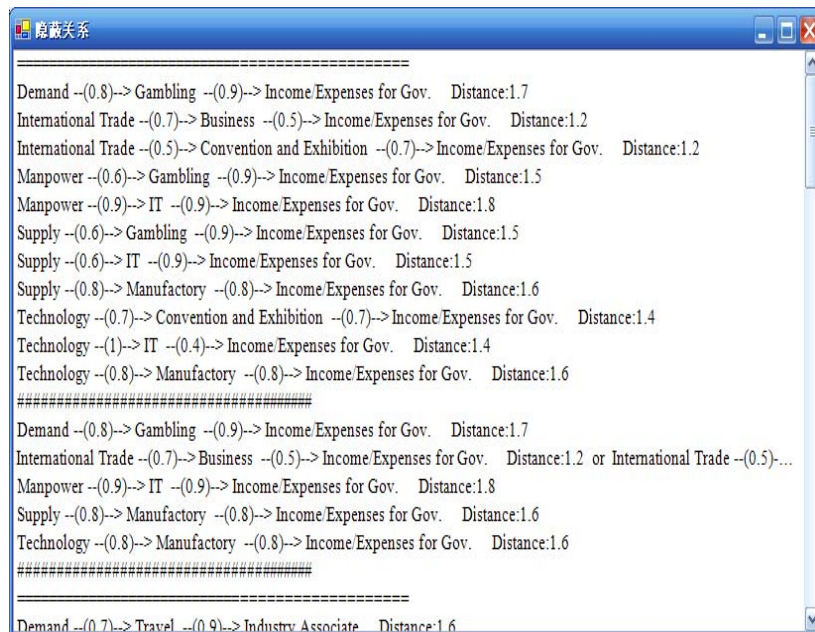 隐蔽关系
=================================================
Demand --(0.8)--> Gambling --(0.9)--> Income/Expenses for Gov. Distance:1.7
International Trade --(0.7)--> Business --(0.5)--> Income/Expenses for Gov. Distance:1.2
International Trade --(0.5)--> Convention and Exhibition --(0.7)--> Income/Expenses for Gov. Distance:1.2
Manpower --(0.6)--> Gambling --(0.9)--> Income/Expenses for Gov. Distance:1.5
Manpower --(0.9)--> IT --(0.9)--> Income/Expenses for Gov. Distance:1.8
Supply --(0.6)--> Gambling --(0.9)--> Income/Expenses for Gov. Distance:1.5
Supply --(0.6)--> IT --(0.9)--> Income/Expenses for Gov. Distance:1.5
Supply --(0.8)--> Manufactory --(0.8)--> Income/Expenses for Gov. Distance:1.6
Technology --(0.7)--> Convention and Exhibition --(0.7)--> Income/Expenses for Gov. Distance:1.4
Technology --(1)--> IT --(0.4)--> Income/Expenses for Gov. Distance:1.4
Technology --(0.8)--> Manufactory --(0.8)--> Income/Expenses for Gov. Distance:1.6
#####################################
Demand --(0.8)--> Gambling --(0.9)--> Income/Expenses for Gov. Distance:1.7
International Trade --(0.7)--> Business --(0.5)--> Income/Expenses for Gov. Distance:1.2 or International Trade --(0.5)-...
Manpower --(0.9)--> IT --(0.9)--> Income/Expenses for Gov. Distance:1.8
Supply --(0.8)--> Manufactory --(0.8)--> Income/Expenses for Gov. Distance:1.6
Technology --(0.8)--> Manufactory --(0.8)--> Income/Expenses for Gov. Distance:1.6
#####################################
=================================================
Demand --(0.7)--> Travel --(0.9)--> Industry Associate Distance:1.6